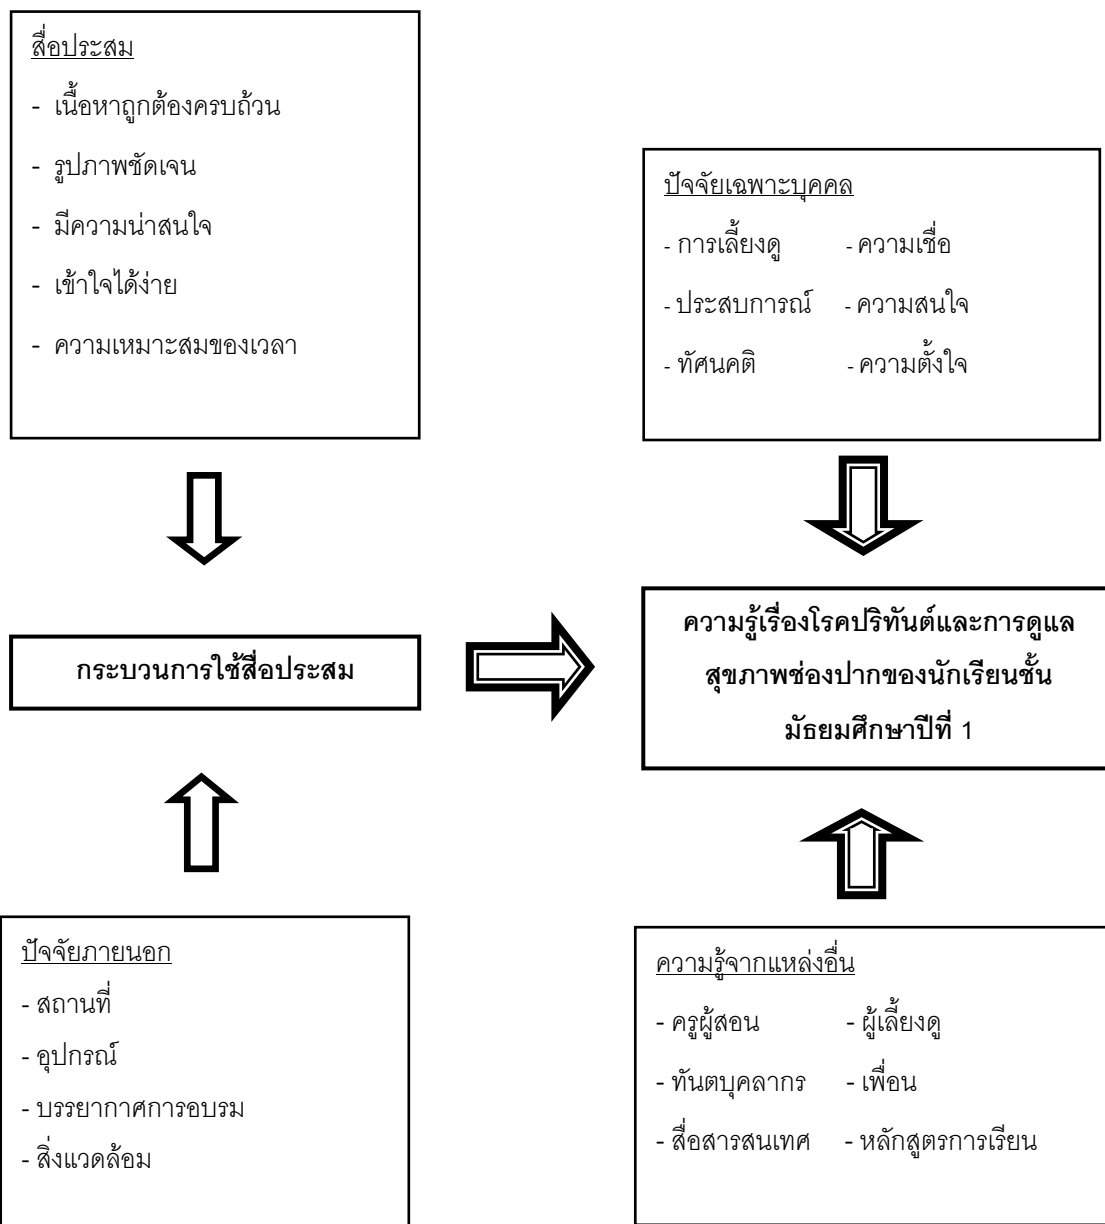 สื่อประสม
- เนื้อหาถูกต้องครบถ้วน
- รูปภาพชัดเจน
- มีความน่าสนใจ
- เข้าใจได้ง่าย
- ความเหมาะสมของเวลา
ปัจจัยเฉพาะบุคคล
- การเลี้ยงดู - ความเชื่อ
- ประสบการณ์ - ความสนใจ
- ทัศนคติ - ความตั้งใจ
กระบวนการใช้สื่อประสม
ความรู้เรื่องโรคปริทันต์และการดูแล
สุขภาพช่องปากของนักเรียนชั้น
มัธยมศึกษาปีที่ 1
ปัจจัยภายนอก
- สถานที่
- อุปกรณ์
- บรรยากาศการอบรม
- สิ่งแวดล้อม
ความรู้จากแหล่งอื่น
- ครูผู้สอน - ผู้เลี้ยงดู
- ทันตบุคลากร - เพื่อน
- สื่อสารสนเทศ - หลักสูตรการเรียน